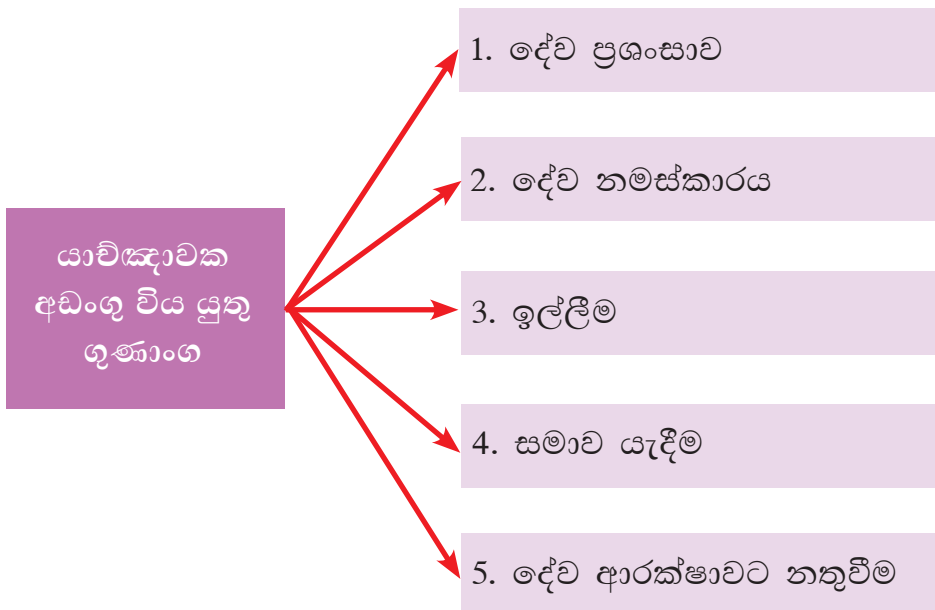 යාච්ඤාවක
අඩංගු විය යුතු
ගුණාංග
1. දේව ප්‍රශංසාව
2. දේව නමස්කාරය
3. ඉල්ලීම
4. සමාව යැදීම
5. දේව ආරක්ෂාවට නතුවීම